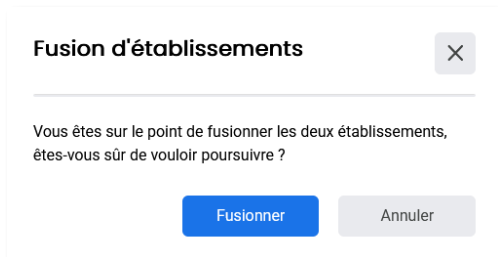 Fusion d'établissements
Vous êtes sur le point de fusionner les deux établissements,
êtes-vous sûr de vouloir poursuivre ?
Fusionner
Annuler